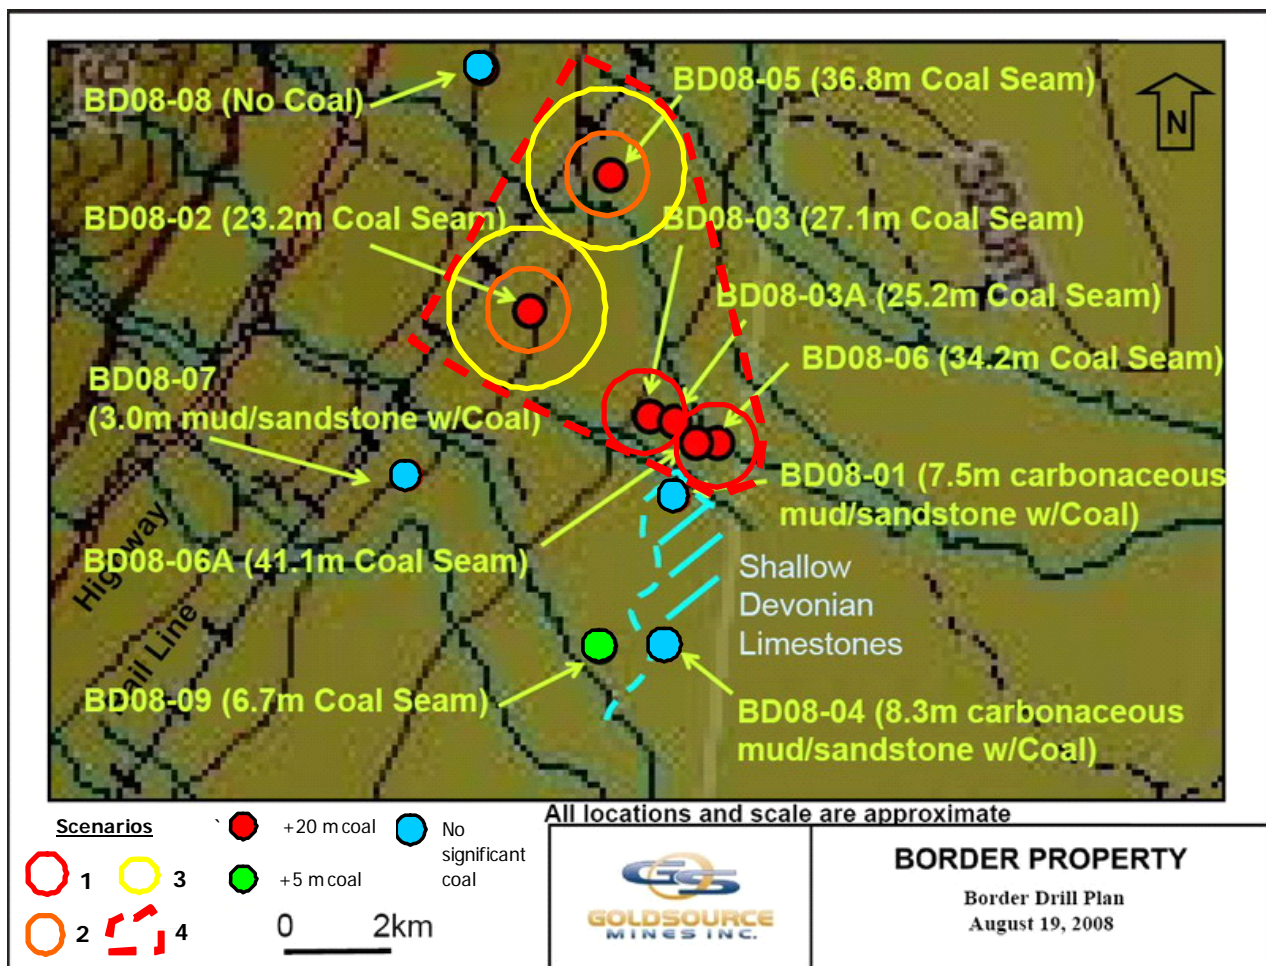 BD08-08 (No Coal)
BD08-05 (36.8m Coal Seam)
N
BD08-02 (23.2m Coal Seam)
BD08-03 (27.1m Coal Seam)
BD08-03A (25.2m Coal Seam)
BD08-06 (34.2m Coal Seam)
BD08-07
(3.0m mud/sandstone w/Coal)
BD08-01 (7.5m carbonaceous
mud/sandstone w/Coal)
Highway
BD08-06A (41.1m Coal Seam)
Shallow
Devonian
Limestones
Rail Line
BD08-09 (6.7m Coal Seam)
BD08-04 (8.3m carbonaceous
mud/sandstone w/Coal)
All locations and scale are approximate
Scenarios
1
3
2
4
` +20 m coal
+5 m coal
No
significant
coal
0 2km
GS
GOLDSOURCE
MINES INC.
BORDER PROPERTY
Border Drill Plan
August 19, 2008